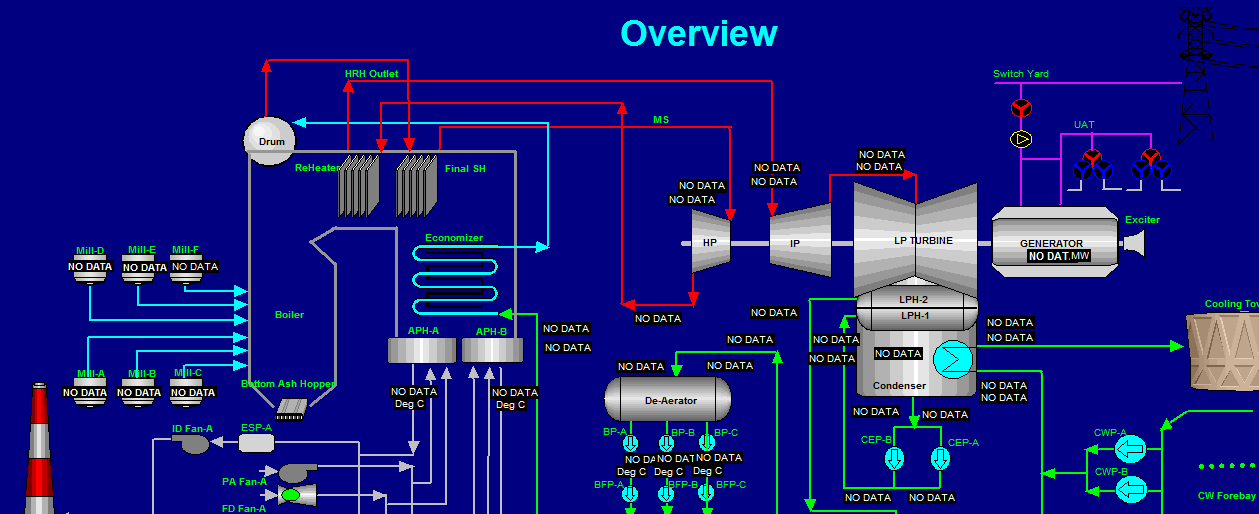 Overview
HRH Outlet
Switch Yard
MS
UAT
Drum
ReHeater
Final SH
NO DATA
NO DATA
NO DATA
NO DATA
NO DATA
NO DATA
Exciter
Economizer
HP
IP
LP TURBINE
GENERATOR
NO DAT.MW
Mill-D
Mill-E
Mill-F
NO DATA
NO DATA
NO DATA
LPH-2
LPH-1
Boiler
NO DATA
NO DATA
NO DATA
NO DATA
Cooling Tov
APH-A
APH-B
NO DATA
NO DATA
NO DATA
NO DATA
NO DATA
NO DATA
NO DATA
NO DATA
Mill-A
Mill-B
Mill-C
NO DATA
NO DATA
NO DATA
Bottom Ash Hopper
NO DATA
Deg C
NO DATA
Deg C
De-Aerator
Condenser
NO DATA
NO DATA
NO DATA
NO DATA
ID Fan-A
ESP-A
BP-A
BP-B
BP-C
CEP-B
CEP-A
CWP-A
NO DA
NO DAT
NO DATA
Deg C
Deg C
Deg C
CWP-B
PA Fan-A
BFP-A
BFP-B
BFP-C
NO DATA
NO DATA
CW Forebay
FD Fan-A